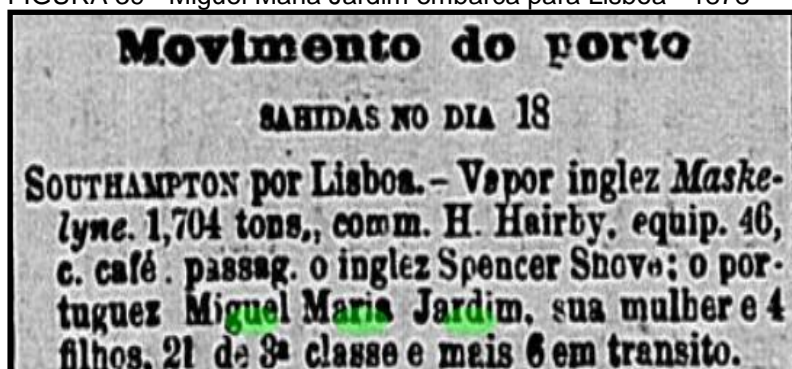 FIGURA 30 - Miguel Maria Jardim embarca para Lisboa - 1873
Movimento do porto
SAHIDAS NO DIA 18
SOUTHAMPTON por Lisboa. – Vapor inglez Maske-
lyne. 1,704 tons,, comm. H. Hairby, equip. 46,
c. café. passag. o inglez Spencer Shove; o por-
tuguez Miguel Maria Jardim, sua mulher e 4
filhos, 21 de 3ª classe e mais 6 em transito.